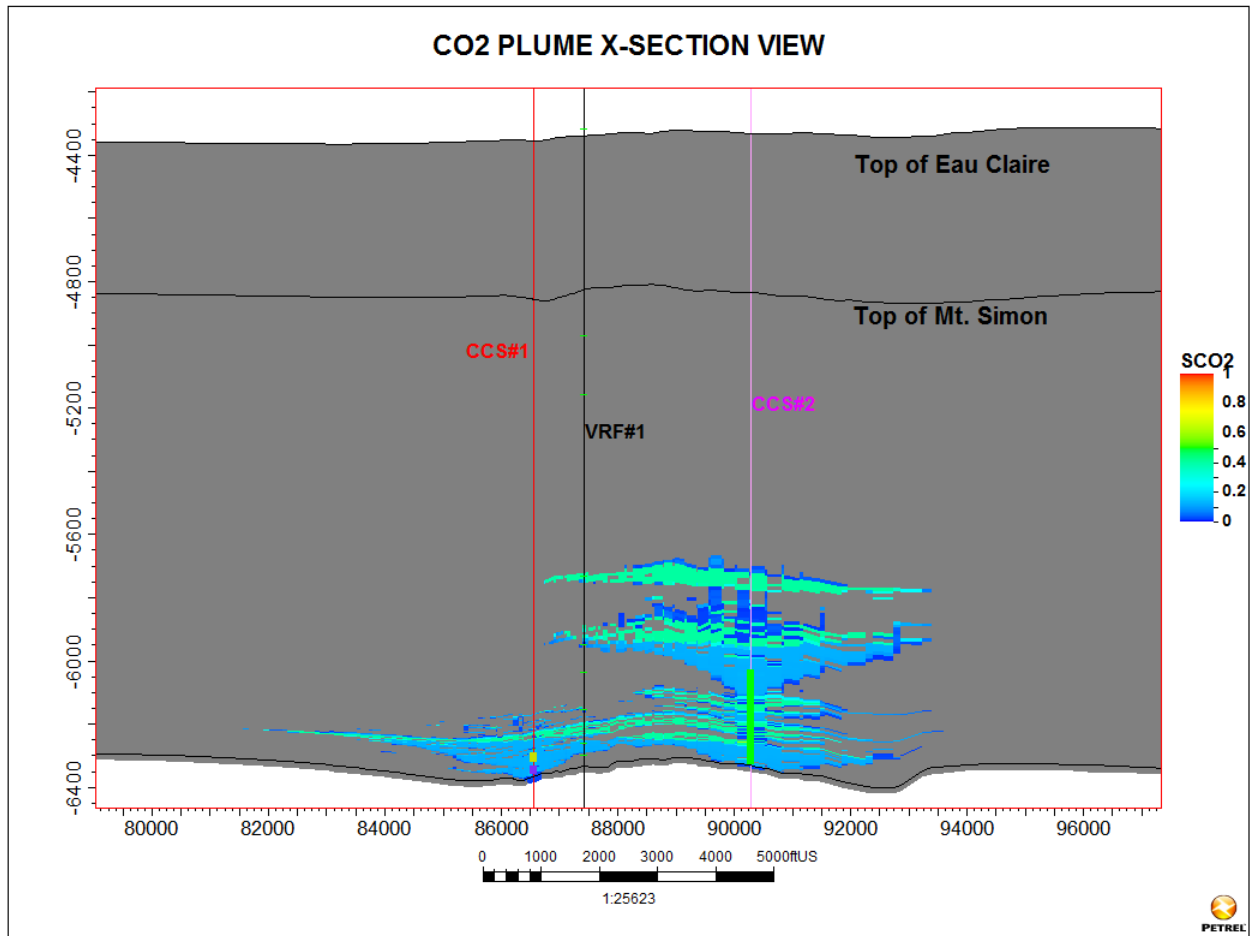 CO2 PLUME X-SECTION VIEW
-4400
Top of Eau Claire
-4800
Top of Mt. Simon
CCS#1
SCO2
1
0.8
-5200
CCS#2
0.6
VRF#1
0.4
0.2
0
-5600
-6000
-6400
80000 82000 84000 86000 88000 90000 92000 94000 96000
0 1000 2000 3000 4000 5000ftUS
1:25623
PETREL